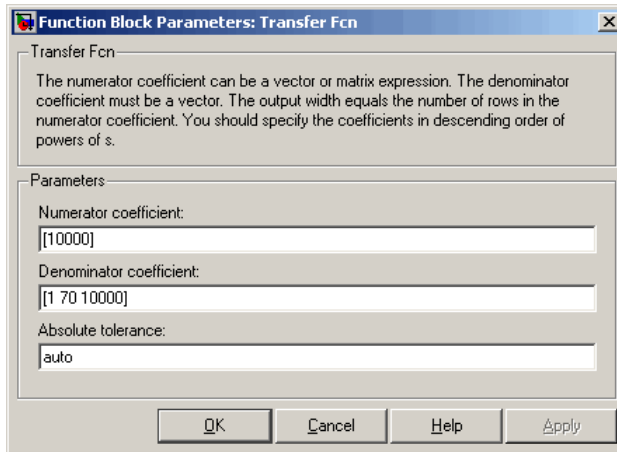 Function Block Parameters: Transfer Fcn
Transfer Fcn
The numerator coefficient can be a vector or matrix expression. The denominator
coefficient must be a vector. The output width equals the number of rows in the
numerator coefficient. You should specify the coefficients in descending order of
powers of s.
Parameters
Numerator coefficient:
[10000]
Denominator coefficient:
[1 70 10000]
Absolute tolerance:
auto
OK Cancel Help Apply